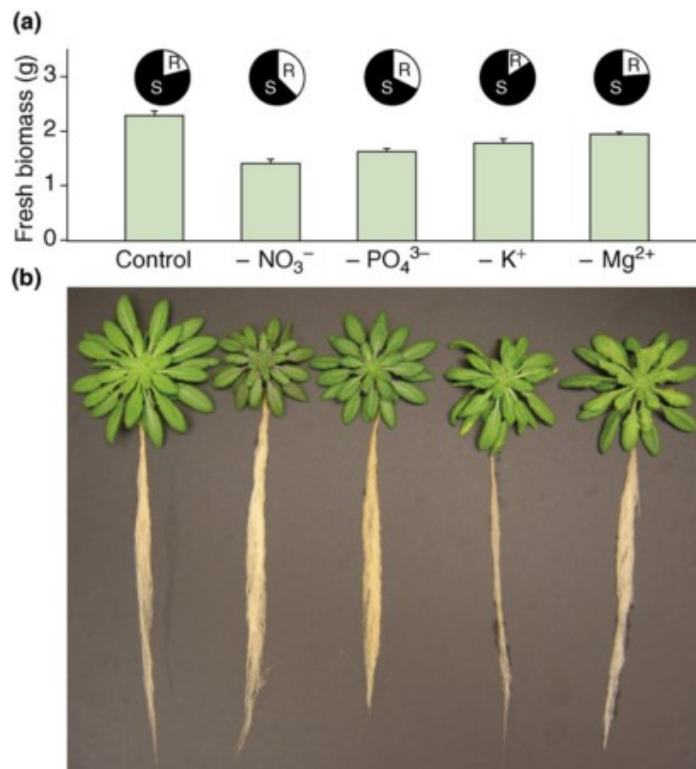 (a)
Fresh biomass (g)
3
2
1
0
R
S
R
S
R
S
R
S
R
S
Control
– NO₃⁻
– PO₄³⁻
– K⁺
– Mg²⁺
(b)